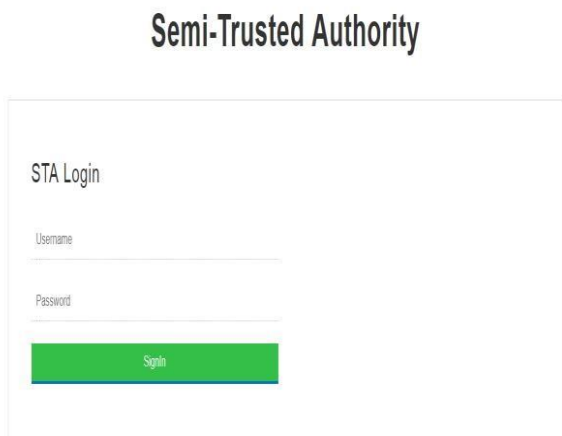 Semi-Trusted Authority
STA Login
Username
Password
SignIn